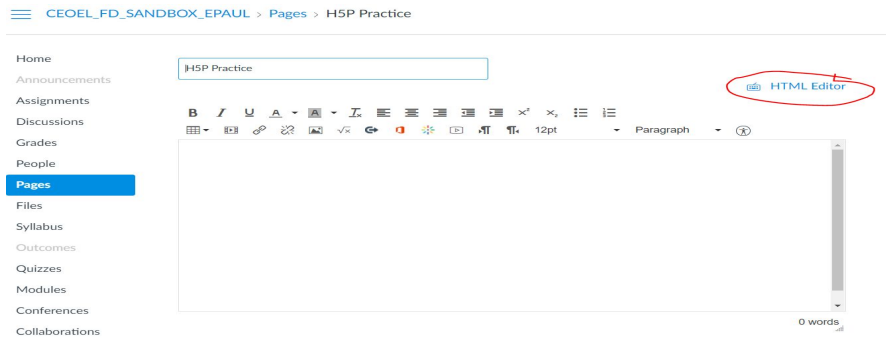 CEOEL_FD_SANDBOX_EPAUL > Pages > H5P Practice
Home
Announcements
Assignments
Discussions
Grades
People
Pages
Files
Syllabus
Outcomes
Quizzes
Modules
Conferences
Collaborations
H5P Practice
HTML Editor
B I U A A Tx x² x₂
√x ¶ ¶ 12pt Paragraph
0 words